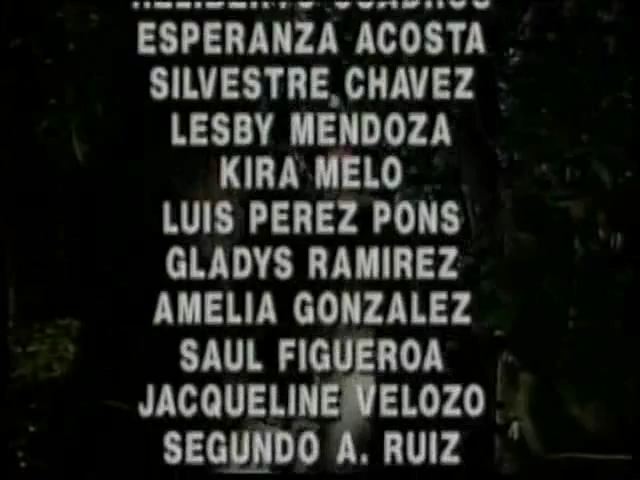 ESPERANZA ACOSTA
SILVESTRE CHAVEZ
LESBY MENDOZA
KIRA MELO
LUIS PEREZ PONS
GLADYS RAMIREZ
AMELIA GONZALEZ
SAUL FIGUEROA
JACQUELINE VELOZO
SEGUNDO A. RUIZ